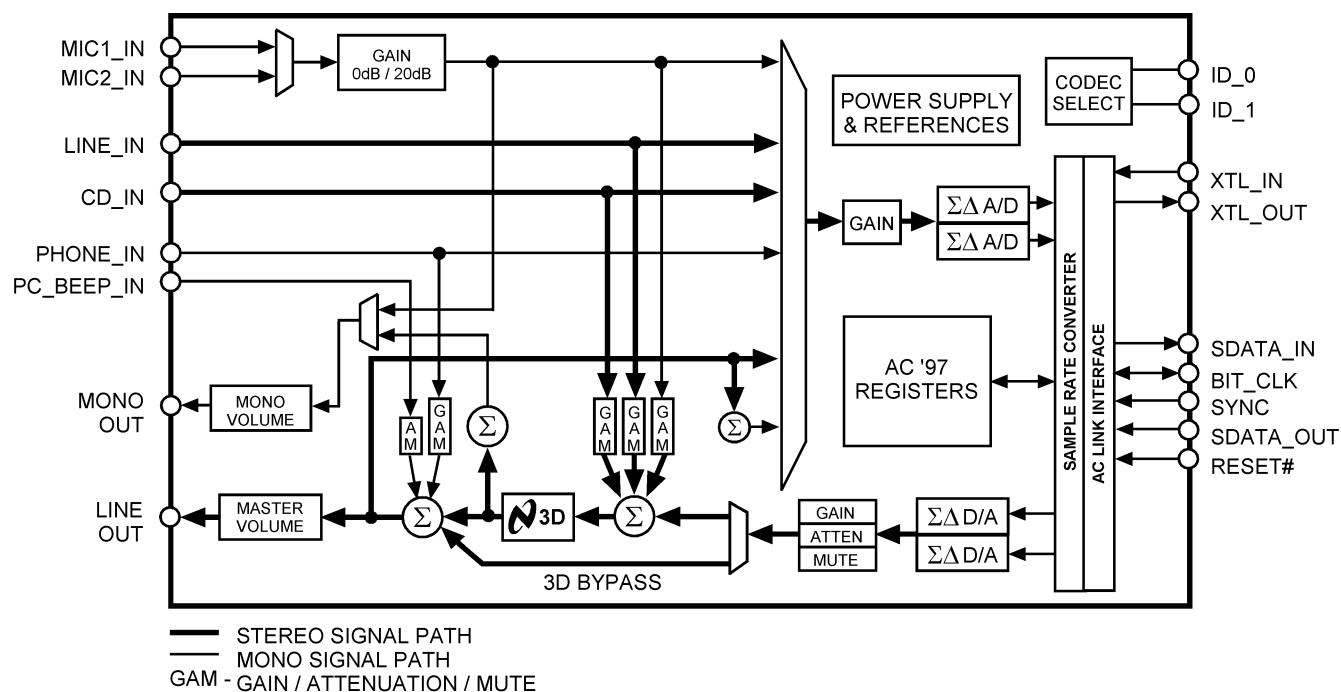 MIC1_IN
MIC2_IN
GAIN
0dB / 20dB
POWER SUPPLY
& REFERENCES
CODEC
SELECT
ID_0
ID_1
LINE_IN
CD_IN
PHONE_IN
PC_BEEP_IN
GAIN
ΣΔ A/D
ΣΔ A/D
XTL_IN
XTL_OUT
SAMPLE RATE CONVERTER
AC LINK INTERFACE
AC '97
REGISTERS
SDATA_IN
BIT_CLK
SYNC
SDATA_OUT
RESET#
MONO
OUT
MONO
VOLUME
AM
GAM
Σ
GAM
GAM
GAM
Σ
LINE
OUT
MASTER
VOLUME
Σ
3D
Σ
GAIN
ATTEN
MUTE
ΣΔ D/A
ΣΔ D/A
3D BYPASS
STEREO SIGNAL PATH
MONO SIGNAL PATH
GAM - GAIN / ATTENUATION / MUTE